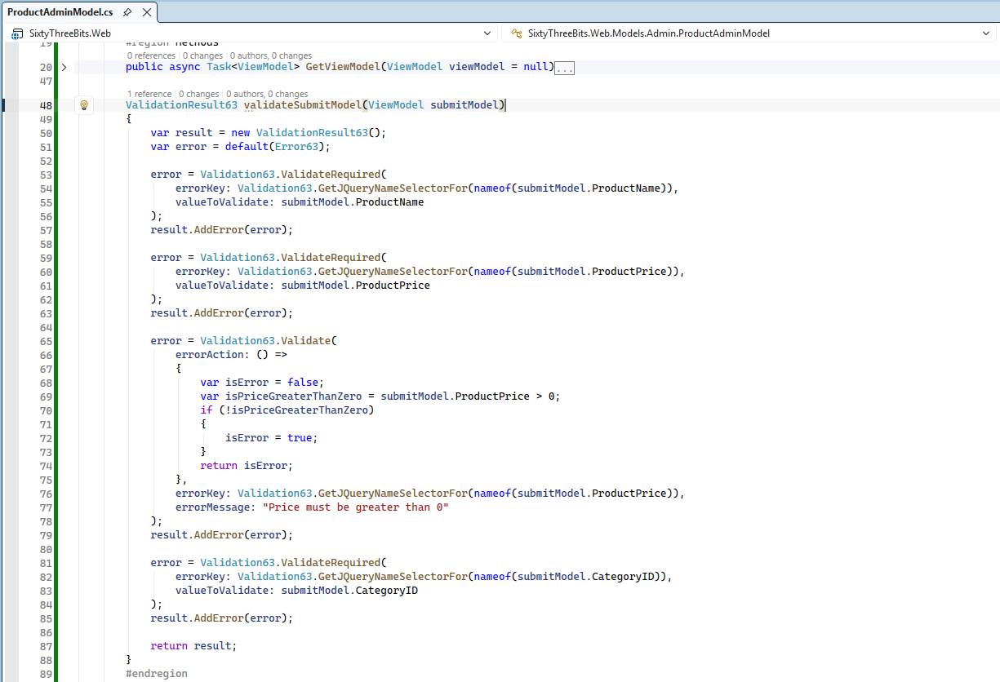 ProductAdminModel.cs
SixtyThreeBits.Web SixtyThreeBits.Web.Models.Admin.ProductAdminModel
19 #region Methods
0 references | 0 changes | 0 authors, 0 changes
20 public async Task<ViewModel> GetViewModel(ViewModel viewModel = null)...
47
1 reference | 0 changes | 0 authors, 0 changes
48 ValidationResult63 validateSubmitModel(ViewModel submitModel)
49 {
50 var result = new ValidationResult63();
51 var error = default(Error63);
52
53 error = Validation63.ValidateRequired(
54 errorKey: Validation63.GetJQueryNameSelectorFor(nameof(submitModel.ProductName)),
55 valueToValidate: submitModel.ProductName
56 );
57 result.AddError(error);
58
59 error = Validation63.ValidateRequired(
60 errorKey: Validation63.GetJQueryNameSelectorFor(nameof(submitModel.ProductPrice)),
61 valueToValidate: submitModel.ProductPrice
62 );
63 result.AddError(error);
64
65 error = Validation63.Validate(
66 errorAction: () =>
67 {
68 var isError = false;
69 var isPriceGreaterThanZero = submitModel.ProductPrice > 0;
70 if (!isPriceGreaterThanZero)
71 {
72 isError = true;
73 }
74 return isError;
75 },
76 errorKey: Validation63.GetJQueryNameSelectorFor(nameof(submitModel.ProductPrice)),
77 errorMessage: "Price must be greater than 0"
78 );
79 result.AddError(error);
80
81 error = Validation63.ValidateRequired(
82 errorKey: Validation63.GetJQueryNameSelectorFor(nameof(submitModel.CategoryID)),
83 valueToValidate: submitModel.CategoryID
84 );
85 result.AddError(error);
86
87 return result;
88 }
89 #endregion